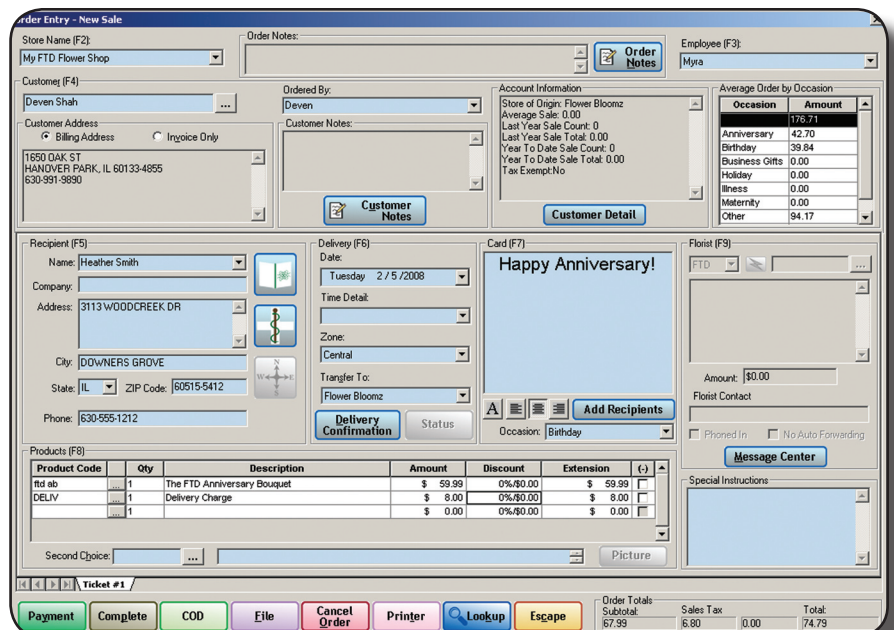 Order Entry - New Sale
Store Name (F2):
My FTD Flower Shop
Order Notes:
Order Notes
Employee (F3):
Myra
Customer (F4)
Deven Shah
...
Customer Address
Billing Address
Invoice Only
1650 OAK ST
HANOVER PARK, IL 60133-4855
630-991-9890
Ordered By:
Deven
Customer Notes:
Customer Notes
Account Information
Store of Origin: Flower Bloomz
Average Sale: 0.00
Last Year Sale Count: 0
Last Year Sale Total: 0.00
Year To Date Sale Count: 0
Year To Date Sale Total: 0.00
Tax Exempt:No
Customer Detail
Average Order by Occasion
Occasion Amount
176.71
Anniversary 42.70
Birthday 39.84
Business Gifts 0.00
Holiday 0.00
Illness 0.00
Maternity 0.00
Other 94.17
Recipient (F5)
Name: Heather Smith
Company:
Address: 3113 WOODCREEK DR
City: DOWNERS GROVE
State: IL ZIP Code: 60515-5412
Phone: 630-555-1212
N
W E
S
Delivery (F6)
Date:
Tuesday 2 / 5 /2008
Time Detail:
Zone:
Central
Transfer To:
Flower Bloomz
Delivery Confirmation
Status
Card (F7)
Happy Anniversary!
A
Add Recipients
Occasion: Birthday
Florist (F9)
FTD
...
Amount: $0.00
Florist Contact
Phoned In
No Auto Forwarding
Message Center
Special Instructions
Products (F8)
Product Code Qty Description Amount Discount Extension (-)
ftd ab ... 1 The FTD Anniversary Bouquet $ 59.99 0%/$0.00 $ 59.99
DELIV ... 1 Delivery Charge $ 8.00 0%/$0.00 $ 8.00
... 1 $ 0.00 0%/$0.00 $ 0.00
Second Choice: ...
Picture
Ticket #1
Payment
Complete
COD
File
Cancel Order
Printer
Lookup
Escape
Order Totals
Subtotal: Sales Tax Total:
67.99 6.80 0.00 74.79